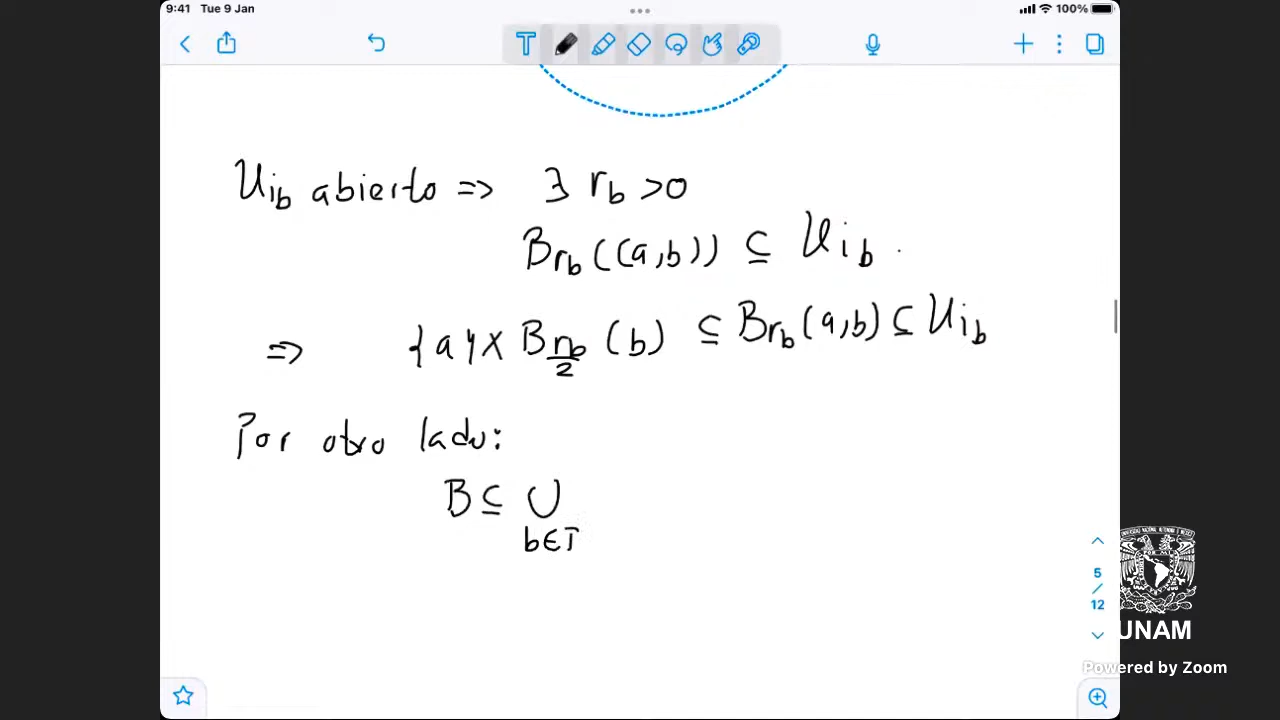 9:41 Tue 9 Jan 100%
U_{i_b} abierto ⇒ ∃ r_b >0
B_{r_b}((a,b)) ⊆ U_{i_b}.
⇒ {a}× B_{\frac{r_b}{2}}(b) ⊆ B_{r_b}(a,b) ⊆ U_{i_b}
Por otro lado:
B ⊆ ∪
b∈I
5
/
12
UNAM
Powered by Zoom